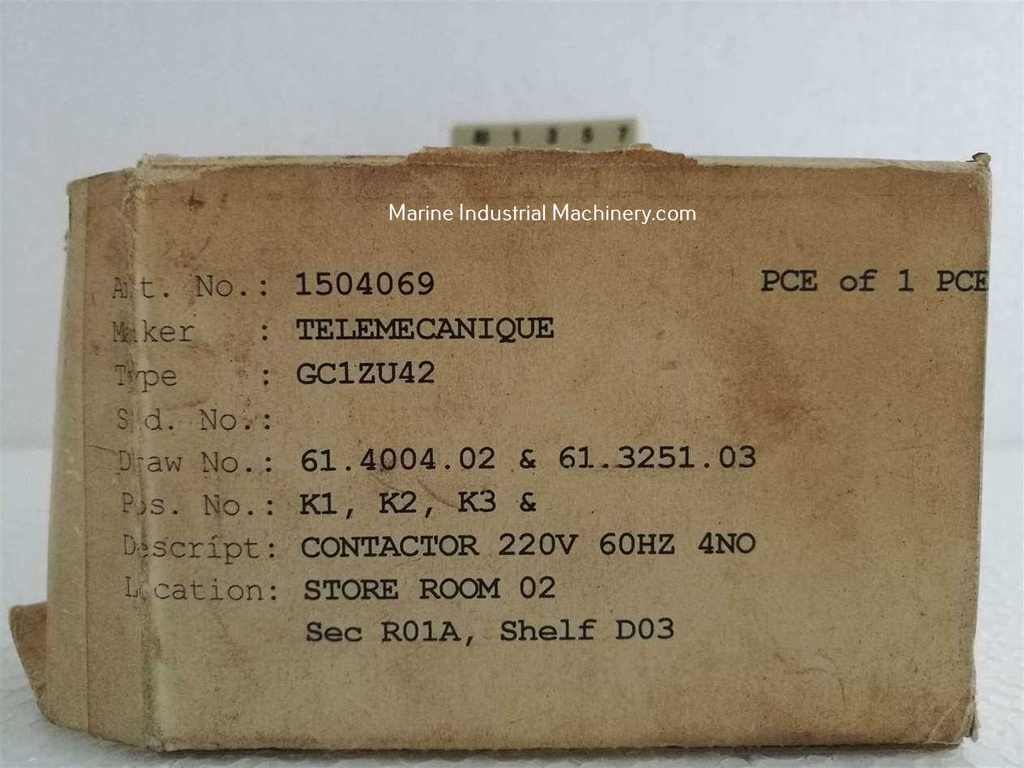 Marine Industrial Machinery.com
Art. No.: 1504069 PCE of 1 PCE
Maker : TELEMECANIQUE
Type : GC1ZU42
Std. No.:
Draw No.: 61.4004.02 & 61.3251.03
Pos. No.: K1, K2, K3 &
Descript: CONTACTOR 220V 60HZ 4NO
Location: STORE ROOM 02
Sec R01A, Shelf D03